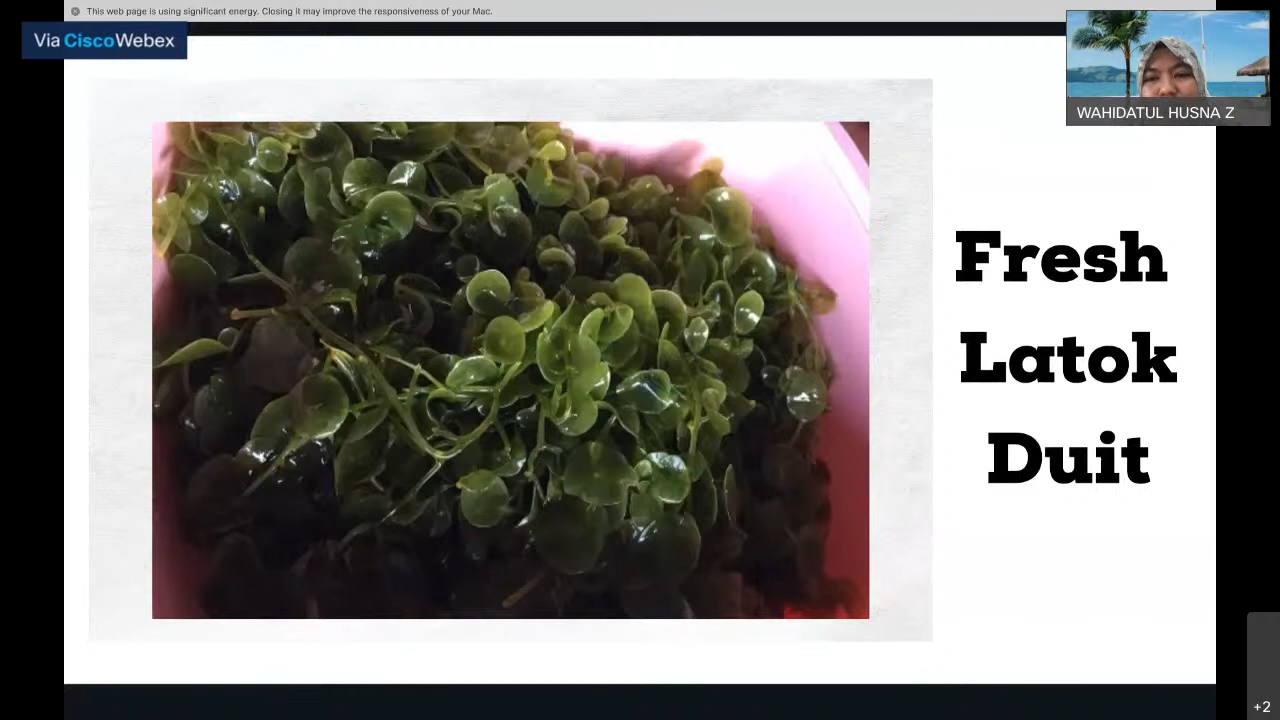 This web page is using significant energy. Closing it may improve the responsiveness of your Mac.
Via CiscoWebex
WAHIDATUL HUSNA Z
Fresh
Latok
Duit
+2